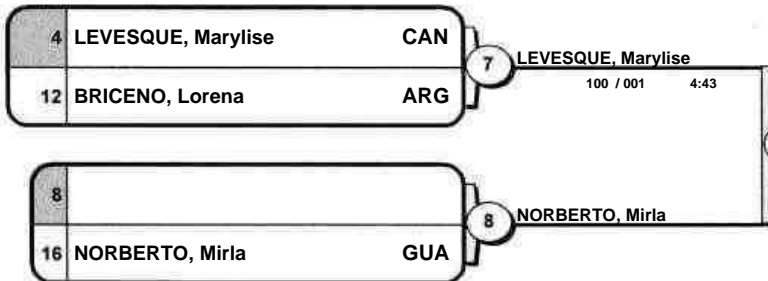 4 LEVESQUE, Marylise CAN
7 LEVESQUE, Marylise
100 / 001 4:43
12 BRICENO, Lorena ARG
8
8 NORBERTO, Mirla
16 NORBERTO, Mirla GUA